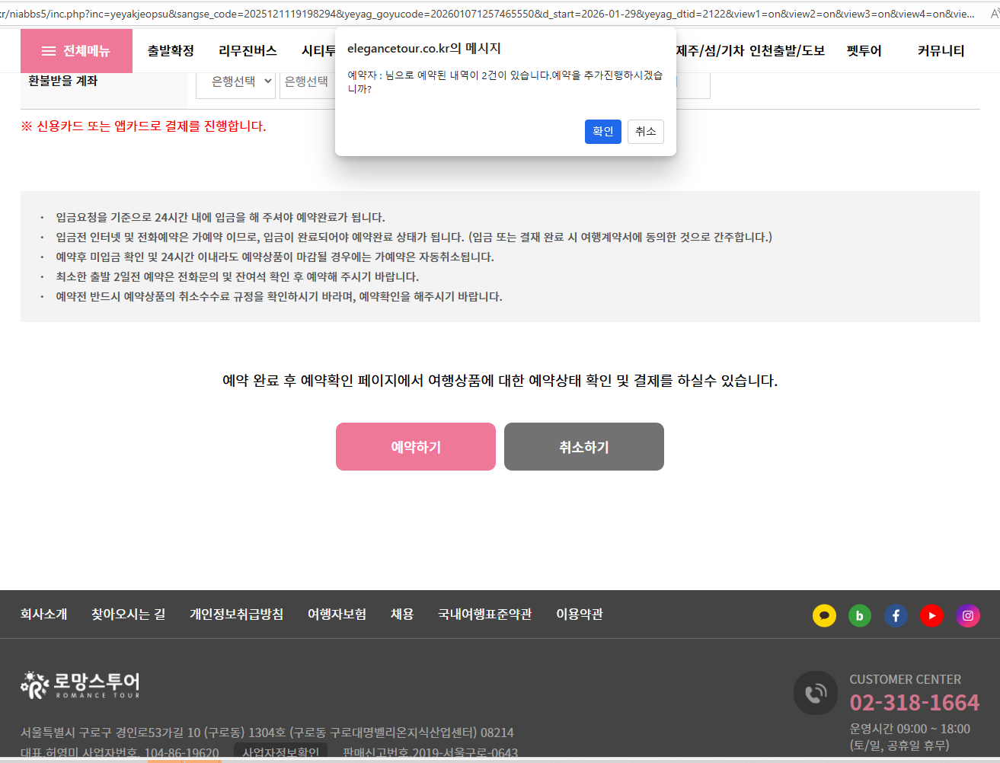 kr/niabbs5/inc.php?inc=yeyakjeopsu&sangse_code=20251211191982​94&yeyag_goyucode=202601071257465550&d_start=2026-01-29&yeyag_dtid=2122&view1=on&view2=on&view3=on&view4=on&vie...
전체메뉴 출발확정 리무진버스 시티투 제주/섬/기차 인천출발/도보 펫투어 커뮤니티
elegancetour.co.kr의 메시지
예약자 : 님으로 예약된 내역이 2건이 있습니다.예약을 추가진행하시겠습
니까?
확인 취소
환불받을 계좌 은행선택 은행선택
※ 신용카드 또는 앱카드로 결제를 진행합니다.
· 입금요청을 기준으로 24시간 내에 입금을 해 주셔야 예약완료가 됩니다.
· 입금전 인터넷 및 전화예약은 가예약 이므로, 입금이 완료되어야 예약완료 상태가 됩니다. (입금 또는 결재 완료 시 여행계약서에 동의한 것으로 간주합니다.)
· 예약후 미입금 확인 및 24시간 이내라도 예약상품이 마감될 경우에는 가예약은 자동취소됩니다.
· 최소한 출발 2일전 예약은 전화문의 및 잔여석 확인 후 예약해 주시기 바랍니다.
· 예약전 반드시 예약상품의 취소수수료 규정을 확인하시기 바라며, 예약확인을 해주시기 바랍니다.
예약 완료 후 예약확인 페이지에서 여행상품에 대한 예약상태 확인 및 결제를 하실수 있습니다.
예약하기 취소하기
회사소개 찾아오시는 길 개인정보취급방침 여행자보험 채용 국내여행표준약관 이용약관
로망스투어
ROMANCE TOUR
CUSTOMER CENTER
02-318-1664
운영시간 09:00 ~ 18:00
(토/일, 공휴일 휴무)
서울특별시 구로구 경인로53가길 10 (구로동) 1304호 (구로동 구로대명벨리온지식산업센터) 08214
대표.허영미 사업자번호. 104-86-19620 사업자정보확인 판매신고번호.2019-서울구로-0643